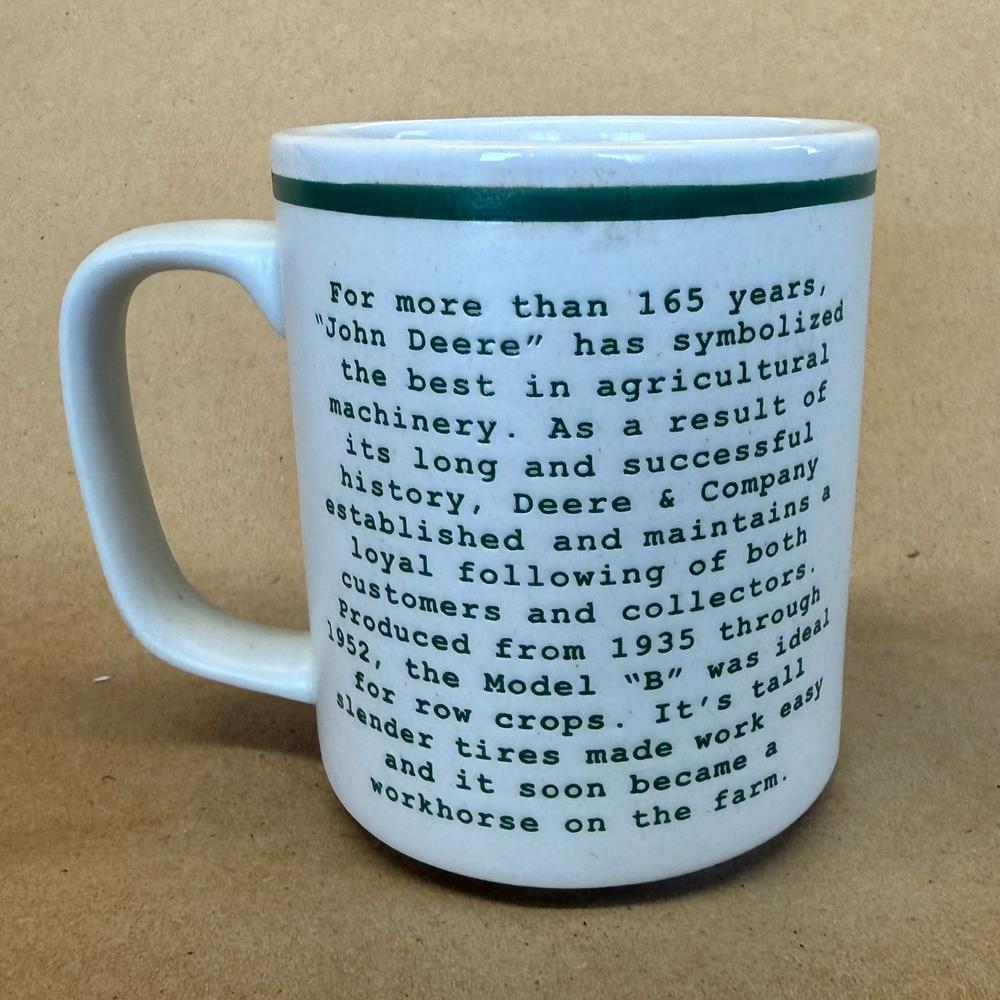 For more than 165 years,
“John Deere” has symbolized
the best in agricultural
machinery. As a result of
its long and successful
history, Deere & Company
established and maintains a
loyal following of both
customers and collectors.
Produced from 1935 through
1952, the Model “B” was ideal
for row crops. It's tall
slender tires made work easy
and it soon became a
workhorse on the farm.